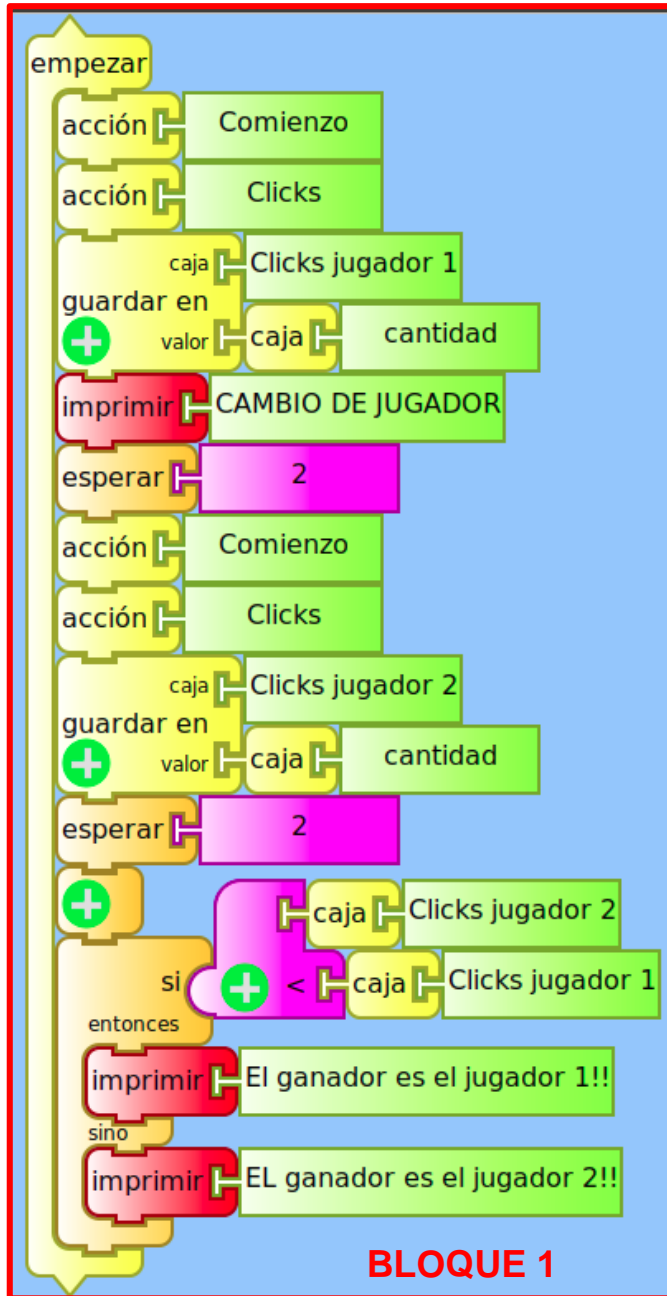 empezar
acción Comienzo
acción Clicks
caja Clicks jugador 1
guardar en
valor caja cantidad
imprimir CAMBIO DE JUGADOR
esperar 2
acción Comienzo
acción Clicks
caja Clicks jugador 2
guardar en
valor caja cantidad
esperar 2
caja Clicks jugador 2
si < caja Clicks jugador 1
entonces
imprimir El ganador es el jugador 1!!
sino
imprimir EL ganador es el jugador 2!!
BLOQUE 1